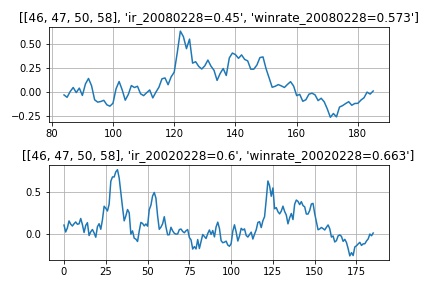 [[46, 47, 50, 58], 'ir_20080228=0.45', 'winrate_20080228=0.573']
0.50
0.25
0.00
−0.25
80 100 120 140 160 180
[[46, 47, 50, 58], 'ir_20020228=0.6', 'winrate_20020228=0.663']
0.5
0.0
0 25 50 75 100 125 150 175